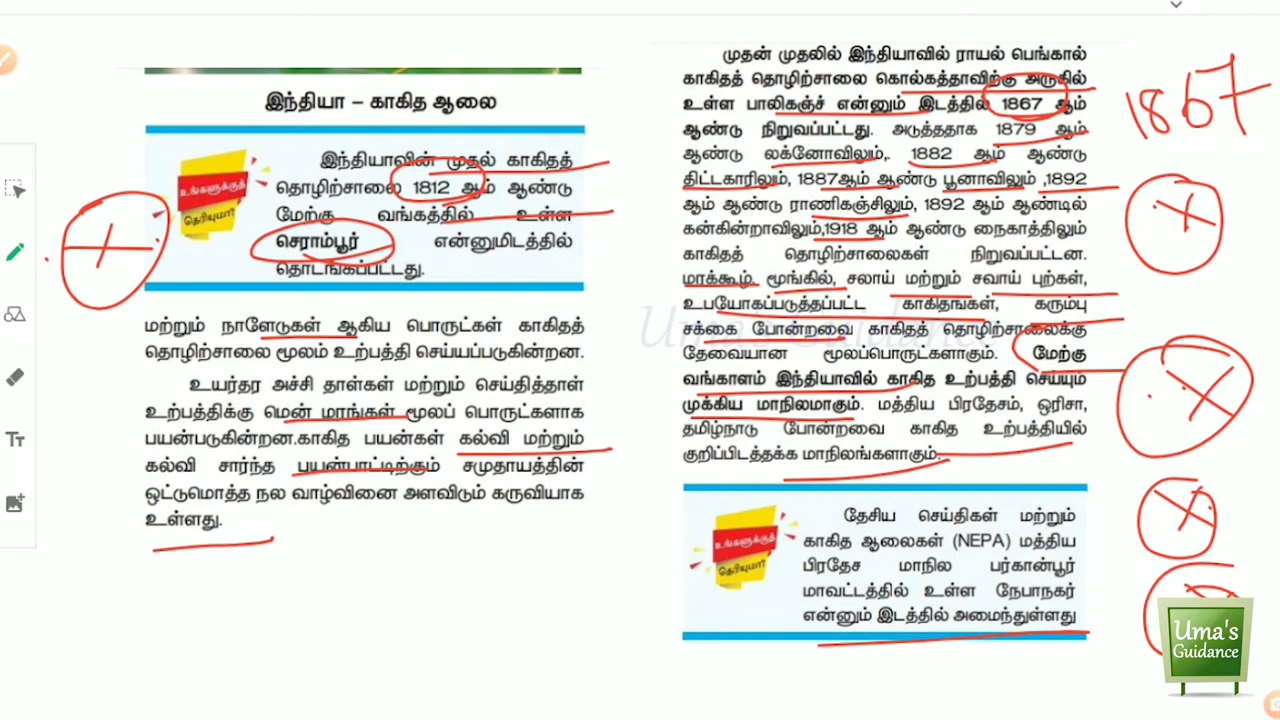 இந்தியா – காகித ஆலை
உங்களுக்குத்
தெரியுமா?
இந்தியாவின் முதல் காகிதத்
தொழிற்சாலை 1812 ஆம் ஆண்டு
மேற்கு வங்கத்தில் உள்ள
செராம்பூர் என்னுமிடத்தில்
தொடங்கப்பட்டது.
மற்றும் நாளேடுகள் ஆகிய பொருட்கள் காகிதத்
தொழிற்சாலை மூலம் உற்பத்தி செய்யப்படுகின்றன.
உயர்தர அச்சி தாள்கள் மற்றும் செய்தித்தாள்
உற்பத்திக்கு மென் மரங்கள் மூலப் பொருட்களாக
பயன்படுகின்றன.காகித பயன்கள் கல்வி மற்றும்
கல்வி சார்ந்த பயன்பாட்டிற்கும் சமுதாயத்தின்
ஒட்டுமொத்த நல வாழ்வினை அளவிடும் கருவியாக
உள்ளது.
முதன் முதலில் இந்தியாவில் ராயல் பெங்கால்
காகிதத் தொழிற்சாலை கொல்கத்தாவிற்கு அருகில்
உள்ள பாலிகஞ்ச் என்னும் இடத்தில் 1867 ஆம்
ஆண்டு நிறுவப்பட்டது. அடுத்ததாக 1879 ஆம்
ஆண்டு லக்னோவிலும்,. 1882 ஆம் ஆண்டு
திட்டகாரிலும், 1887ஆம் ஆண்டு பூனாவிலும் ,1892
ஆம் ஆண்டு ராணிகஞ்சிலும், 1892 ஆம் ஆண்டில்
கன்கின்றாவிலும்,1918 ஆம் ஆண்டு நைகாத்திலும்
காகிதத் தொழிற்சாலைகள் நிறுவப்பட்டன.
மரக்கூழ், மூங்கில், சலாய் மற்றும் சவாய் புற்கள்,
உபயோகப்படுத்தப்பட்ட காகிதஙகள், கரும்பு
சக்கை போன்றவை காகிதத் தொழிற்சாலைக்கு
தேவையான மூலப்பொருட்களாகும். மேற்கு
வங்காளம் இந்தியாவில் காகித உற்பத்தி செய்யும்
முக்கிய மாநிலமாகும். மத்திய பிரதேசம், ஒரிசா,
தமிழ்நாடு போன்றவை காகித உற்பத்தியில்
குறிப்பிடத்தக்க மாநிலங்களாகும்.
உங்களுக்குத்
தெரியுமா?
தேசிய செய்திகள் மற்றும்
காகித ஆலைகள் (NEPA) மத்திய
பிரதேச மாநில பர்கான்பூர்
மாவட்டத்தில் உள்ள நேபாநகர்
என்னும் இடத்தில் அமைந்துள்ளது
1867
Uma's Guidance
Uma's
Guidance
Tт